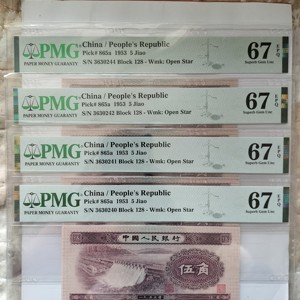 PMG
PAPER MONEY GUARANTY
China / People's Republic
Pick# 865a 1953 5 Jiao
S/N 3630244 Block 128 - Wmk: Open Star
67 EPQ
Superb Gem Unc
PMG
PAPER MONEY GUARANTY
China / People's Republic
Pick# 865a 1953 5 Jiao
S/N 3630242 Block 128 - Wmk: Open Star
67 EPQ
Superb Gem Unc
PMG
PAPER MONEY GUARANTY
China / People's Republic
Pick# 865a 1953 5 Jiao
S/N 3630241 Block 128 - Wmk: Open Star
67 EPQ
Superb Gem Unc
PMG
PAPER MONEY GUARANTY
China / People's Republic
Pick# 865a 1953 5 Jiao
S/N 3630240 Block 128 - Wmk: Open Star
67 EPQ
Superb Gem Unc
中國人民銀行
伍角